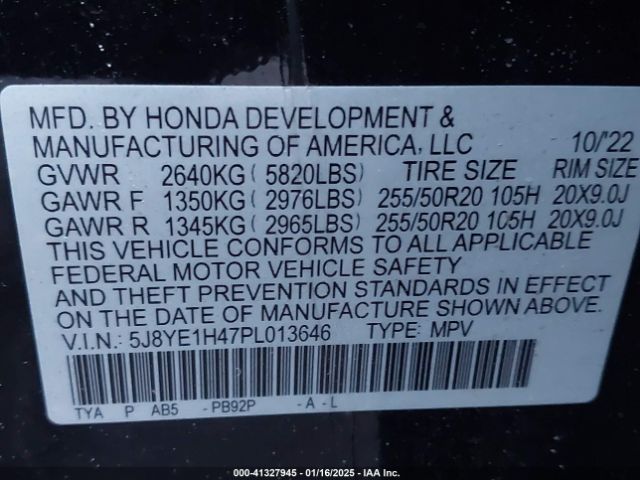 MFD. BY HONDA DEVELOPMENT &
MANUFACTURING OF AMERICA, LLC 10/'22
GVWR 2640KG ( 5820LBS) TIRE SIZE RIM SIZE
GAWR F 1350KG ( 2976LBS) 255/50R20 105H 20X9.0J
GAWR R 1345KG ( 2965LBS) 255/50R20 105H 20X9.0J
THIS VEHICLE CONFORMS TO ALL APPLICABLE
FEDERAL MOTOR VEHICLE SAFETY
AND THEFT PREVENTION STANDARDS IN EFFECT
ON THE DATE OF MANUFACTURE SHOWN ABOVE.
V.I.N.: 5J8YE1H47PL013646 TYPE: MPV
TYA P AB5 -PB92P -A-L
000-41327945 - 01/16/2025 - IAA Inc.